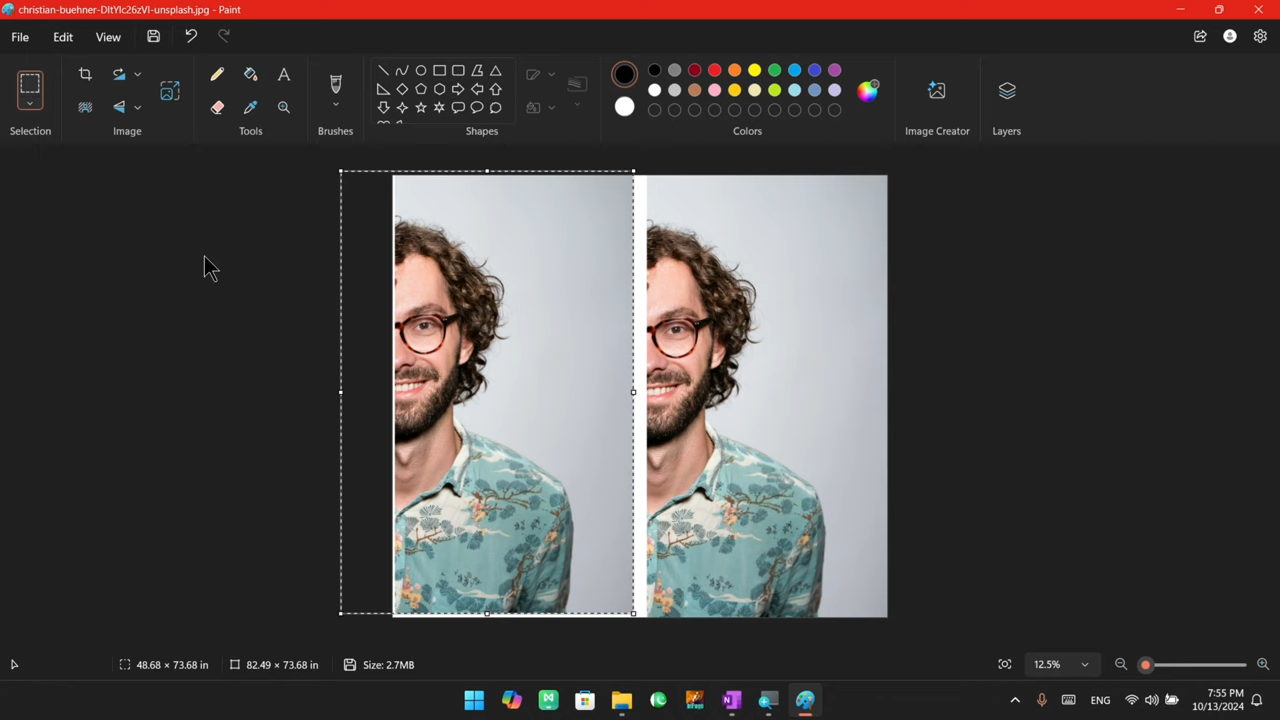 christian-buehner-DItYlc26zVI-unsplash.jpg - Paint
File Edit View
Selection Image Tools Brushes Shapes Colors Image Creator Layers
48.68 × 73.68 in 82.49 × 73.68 in Size: 2.7MB 12.5%
ENG 7:55 PM
10/13/2024